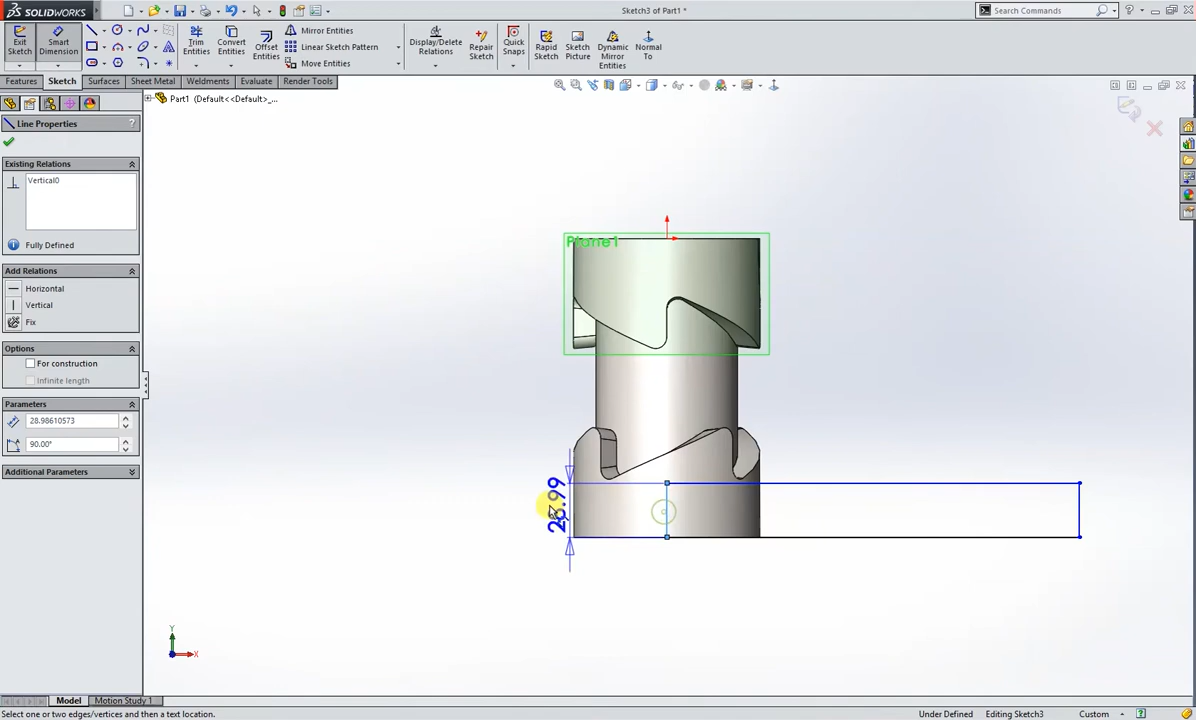 SOLIDWORKS
Sketch3 of Part1 *
Search Commands
Exit Sketch
Smart Dimension
Trim Entities
Convert Entities
Offset Entities
Mirror Entities
Linear Sketch Pattern
Move Entities
Display/Delete Relations
Repair Sketch
Quick Snaps
Rapid Sketch
Sketch Picture
Dynamic Mirror Entities
Normal To
Features
Sketch
Surfaces
Sheet Metal
Weldments
Evaluate
Render Tools
Part1 (Default<<Default>_...
Line Properties
?
Existing Relations
Vertical0
Fully Defined
Add Relations
Horizontal
Vertical
Fix
Options
For construction
Infinite length
Parameters
28.98610573
90.00°
Additional Parameters
Plane1
28.99
Y
X
Model
Motion Study 1
Select one or two edges/vertices and then a text location.
Under Defined
Editing Sketch3
Custom